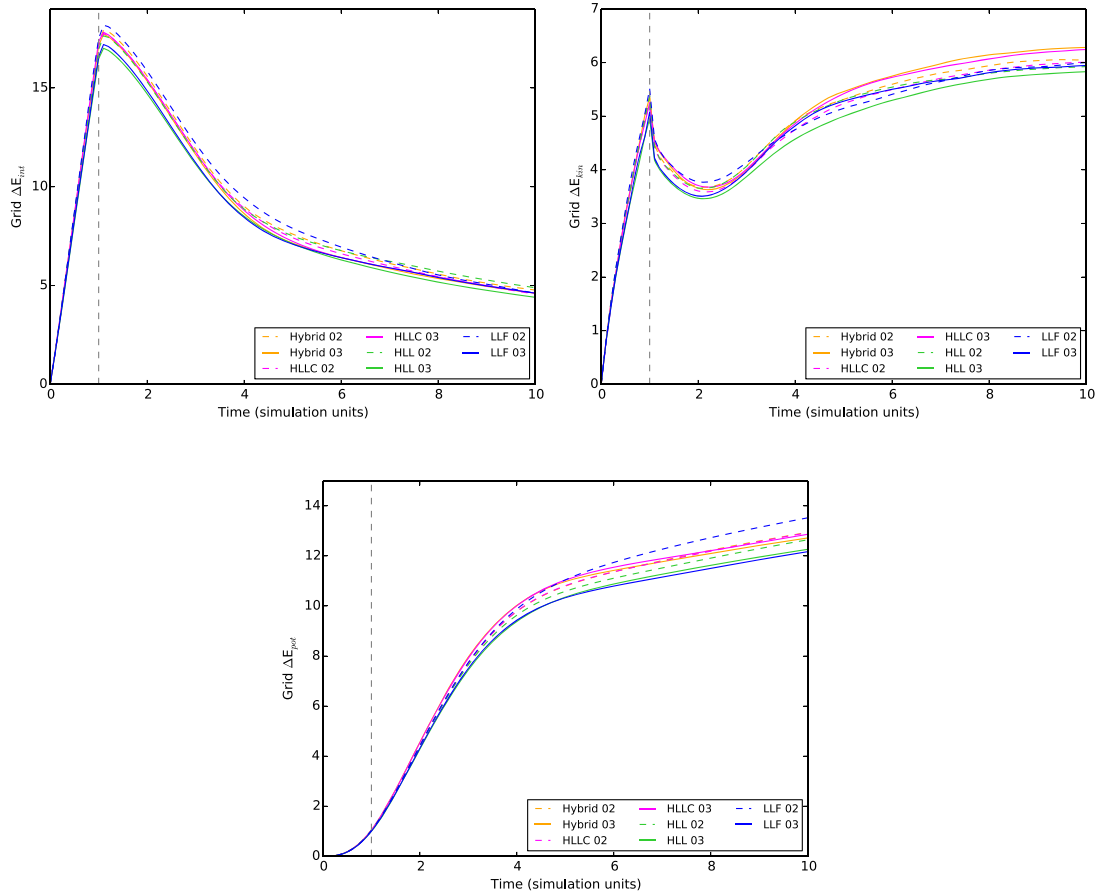 Grid ΔE_int
15
10
5
0
0 2 4 6 8 10
Time (simulation units)
Hybrid 02 HLLC 03 LLF 02
Hybrid 03 HLL 02 LLF 03
HLLC 02 HLL 03
Grid ΔE_kin
7
6
5
4
3
2
1
0
0 2 4 6 8 10
Time (simulation units)
Hybrid 02 HLLC 03 LLF 02
Hybrid 03 HLL 02 LLF 03
HLLC 02 HLL 03
Grid ΔE_pot
14
12
10
8
6
4
2
0
0 2 4 6 8 10
Time (simulation units)
Hybrid 02 HLLC 03 LLF 02
Hybrid 03 HLL 02 LLF 03
HLLC 02 HLL 03